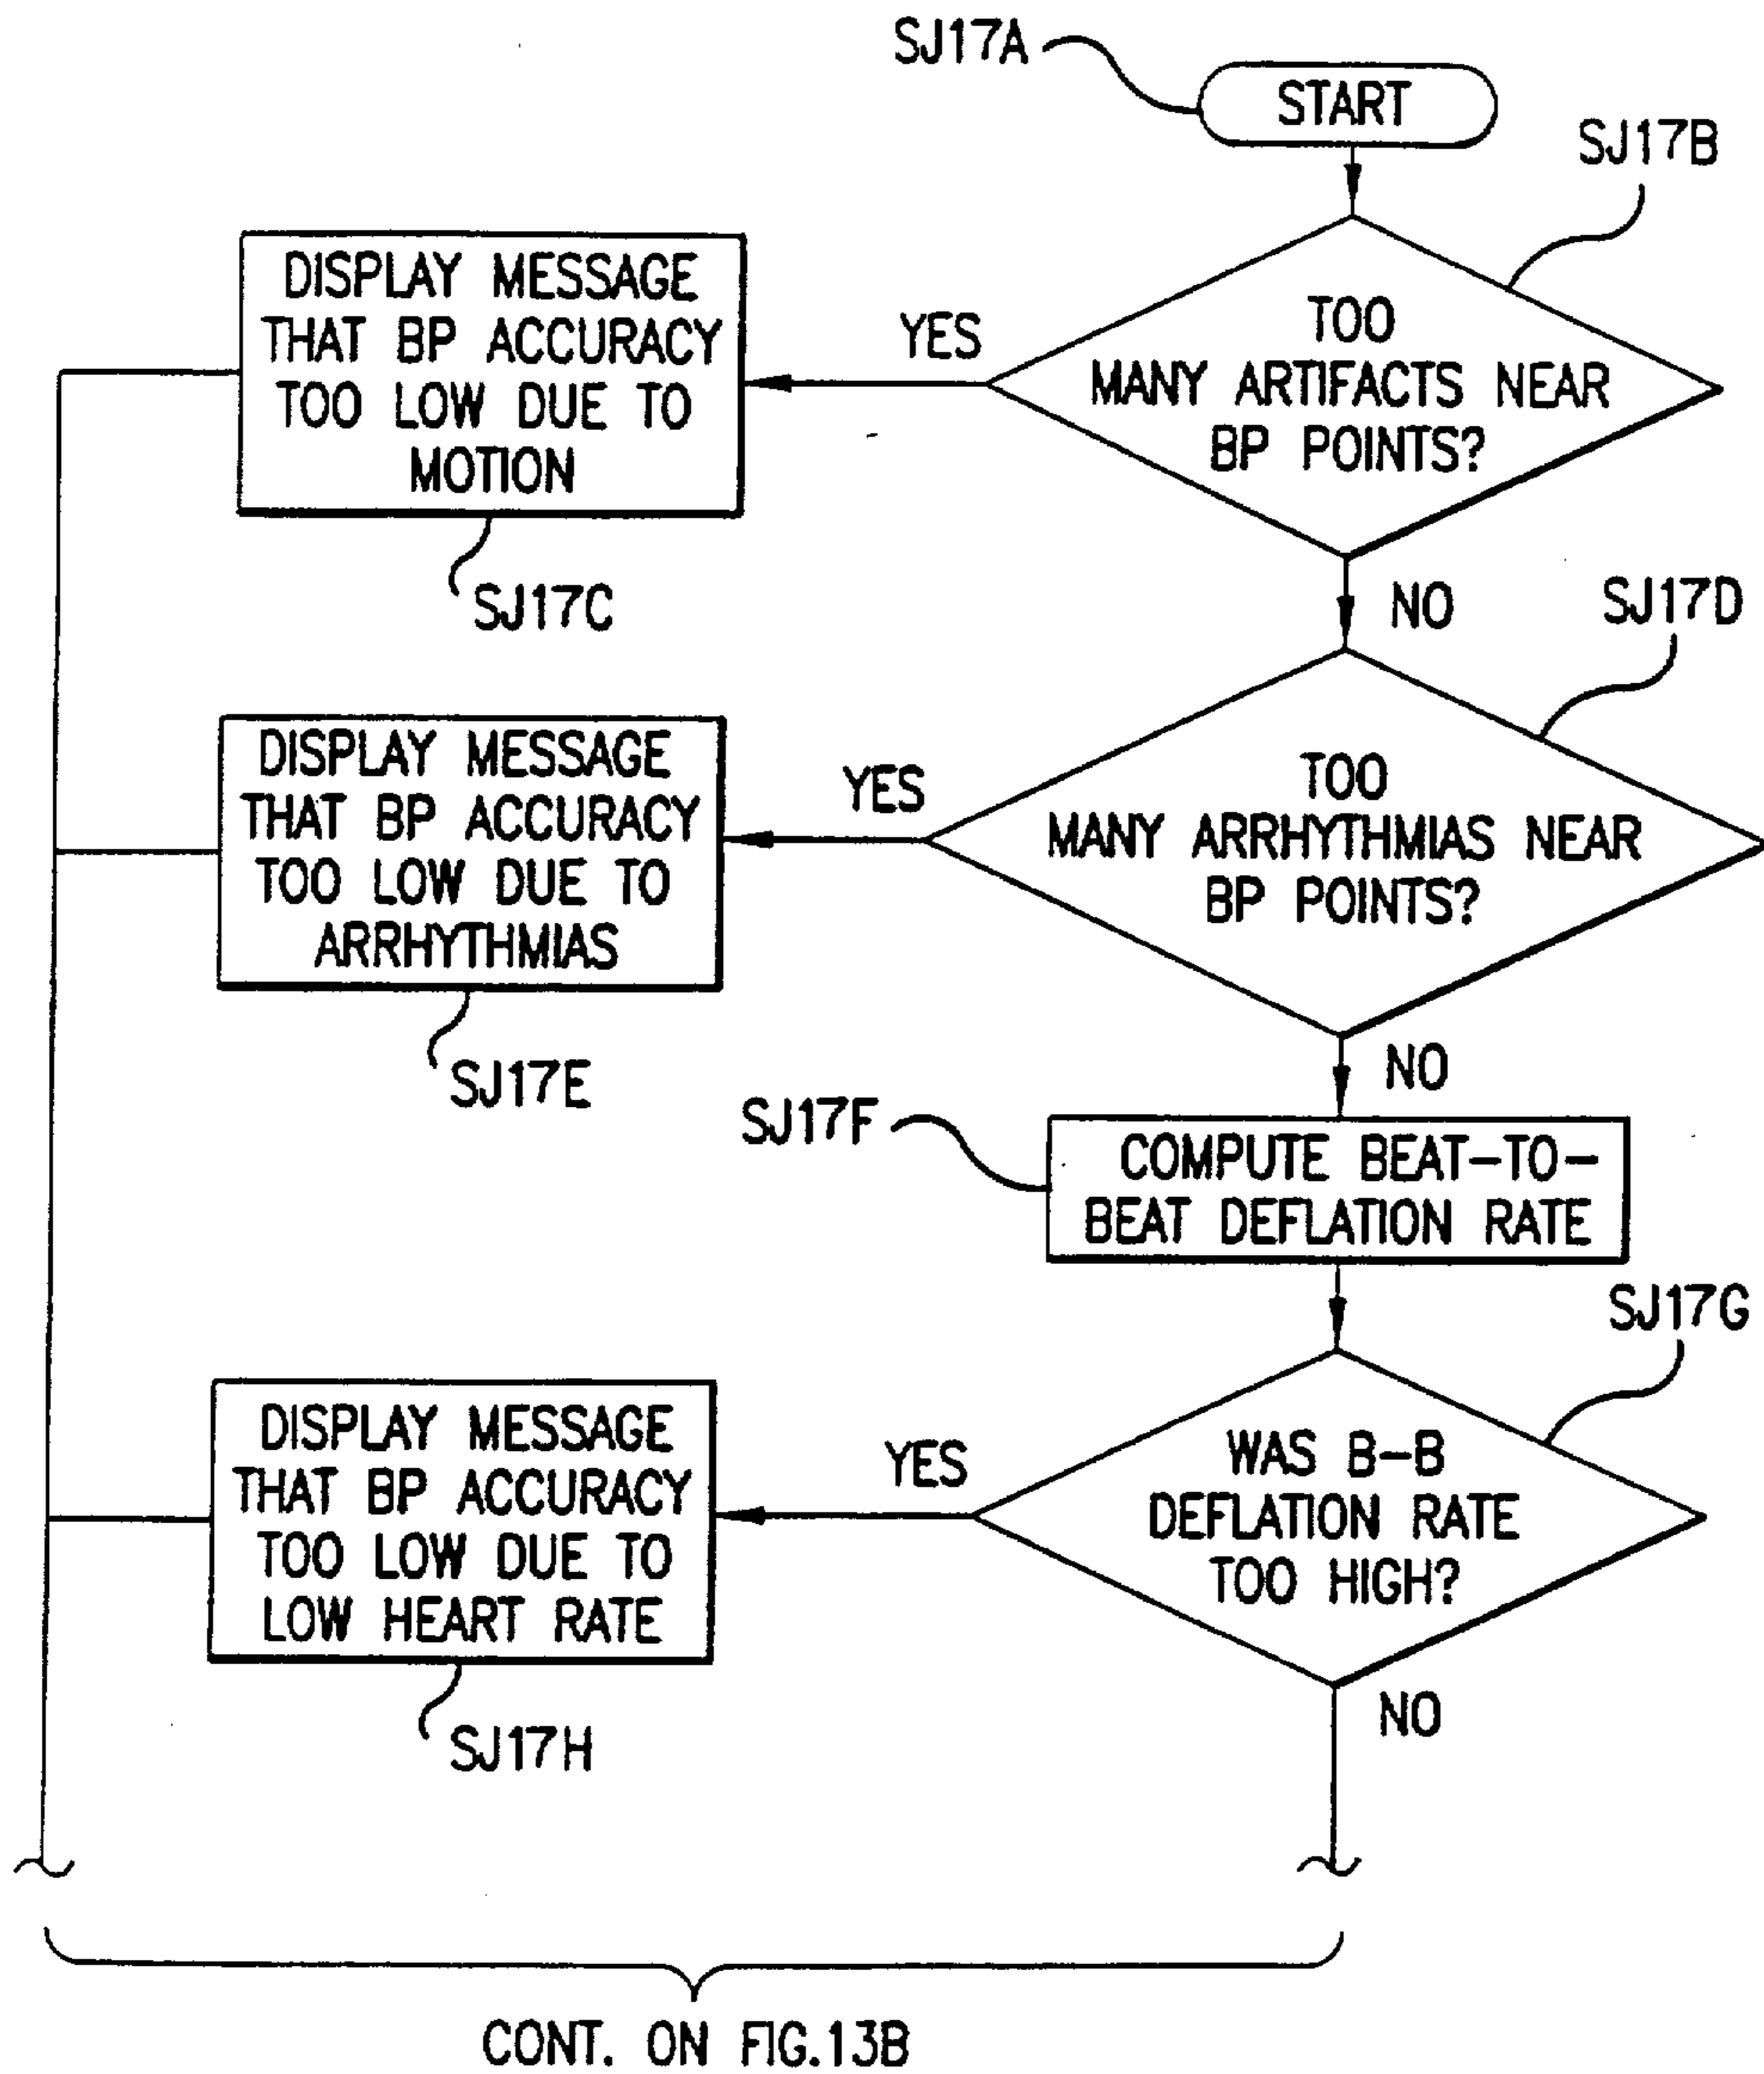 SJ17A
START
SJ17B
TOO
MANY ARTIFACTS NEAR
BP POINTS?
YES
DISPLAY MESSAGE
THAT BP ACCURACY
TOO LOW DUE TO
MOTION
SJ17C
NO
SJ17D
TOO
MANY ARRHYTHMIAS NEAR
BP POINTS?
YES
DISPLAY MESSAGE
THAT BP ACCURACY
TOO LOW DUE TO
ARRHYTHMIAS
SJ17E
NO
SJ17F
COMPUTE BEAT-TO-
BEAT DEFLATION RATE
SJ17G
WAS B-B
DEFLATION RATE
TOO HIGH?
YES
DISPLAY MESSAGE
THAT BP ACCURACY
TOO LOW DUE TO
LOW HEART RATE
SJ17H
NO
CONT. ON FIG.13B